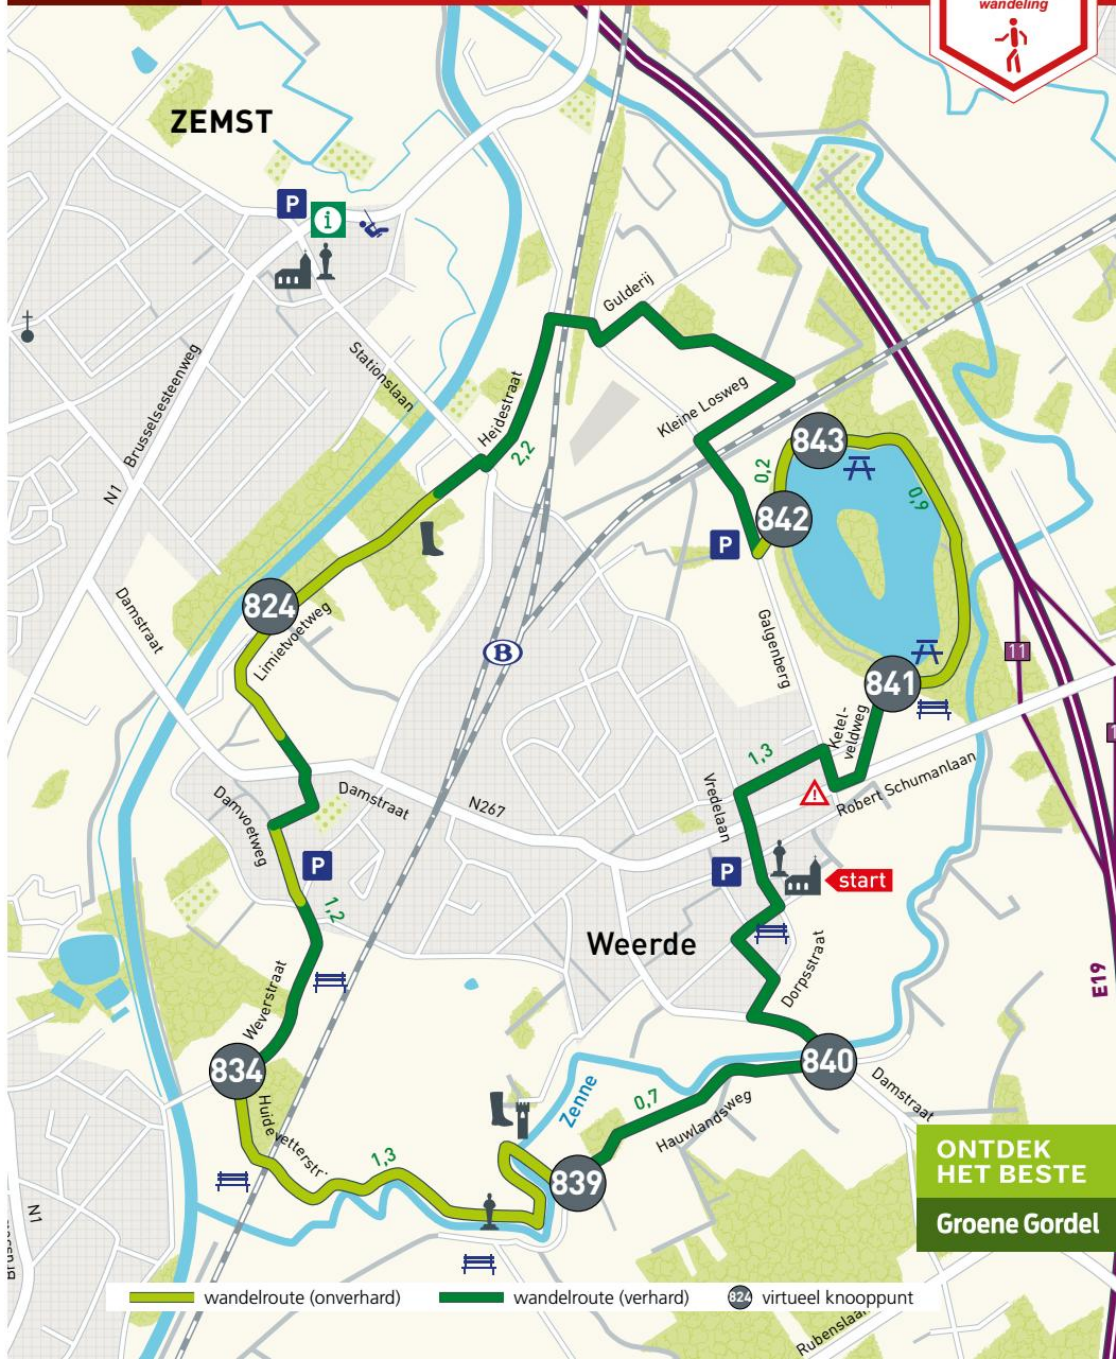 wandeling
ZEMST
P
i
Gulderij
Stationslaan
Brusselsesteenweg
Heidestraat
Kleine Losweg
2,2
843
0,2
0,9
N1
842
P
824
Damstraat
Limietvoetweg
B
Galgenberg
11
841
Ketel-
veldweg
1,3
Vredelaan
Robert Schumanlaan
Damstraat
N267
Damvoetweg
P
P
start
1,2
Weerde
Dorpsstraat
E19
Weverstraat
834
840
Zenne
0,7
Damstraat
Hauwlandsweg
Huidevetterstr.
1,3
839
ONTDEK
HET BESTE
Groene Gordel
N1
wandelroute (onverhard)
wandelroute (verhard)
824 virtueel knooppunt